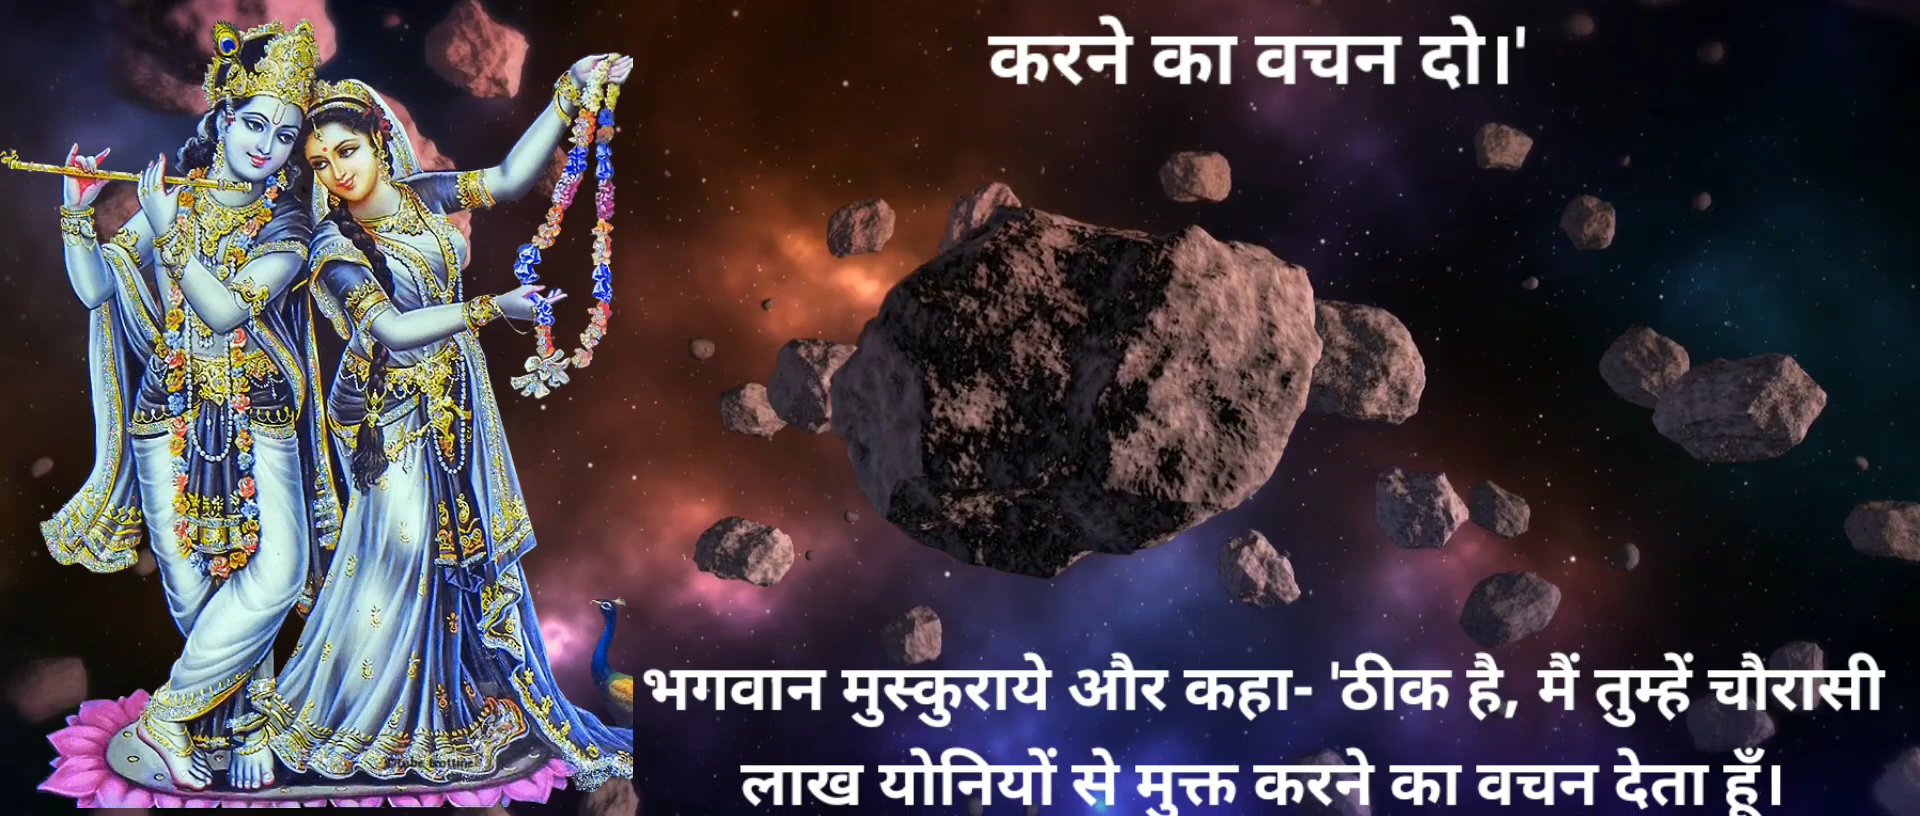 करने का वचन दो।'
भगवान मुस्कुराये और कहा- 'ठीक है, मैं तुम्हें चौरासी
लाख योनियों से मुक्त करने का वचन देता हूँ।